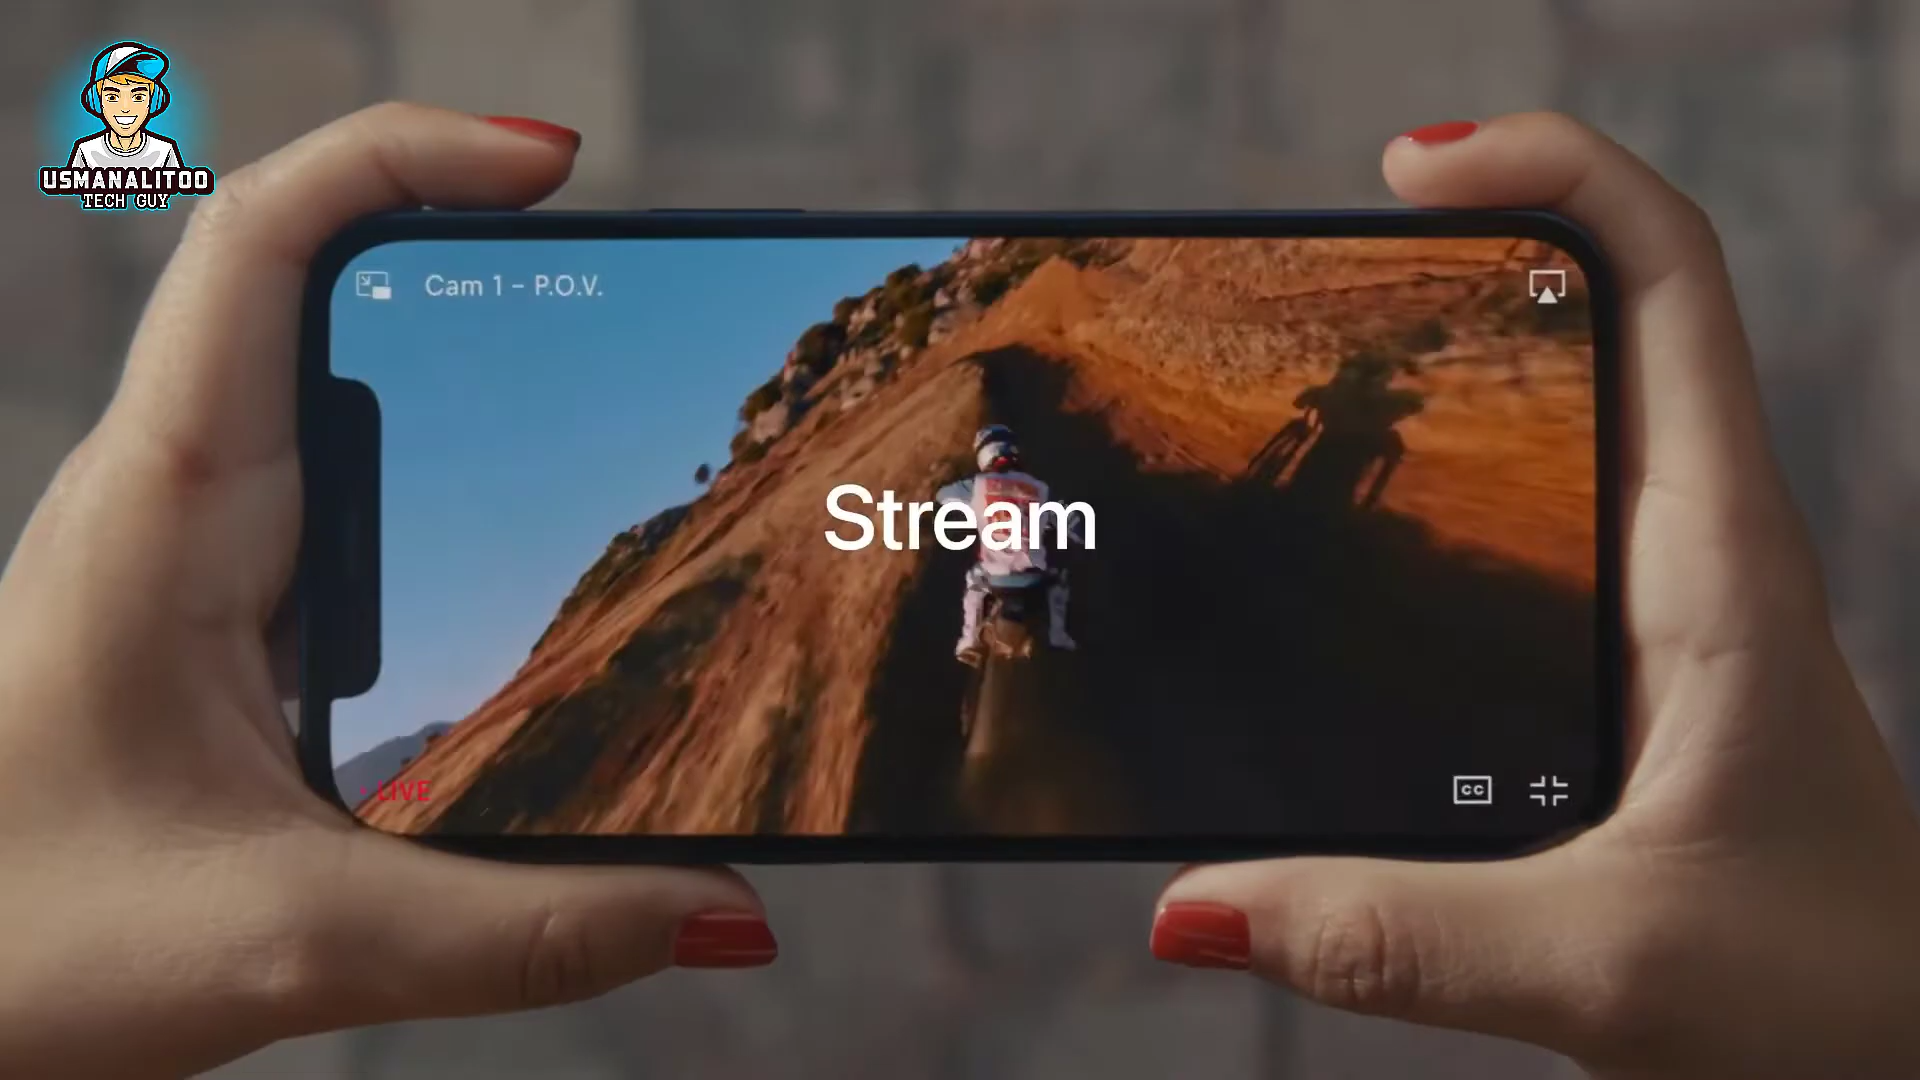 USMANALITOO
TECH GUY
Cam 1 – P.O.V.
Stream
• LIVE
CC